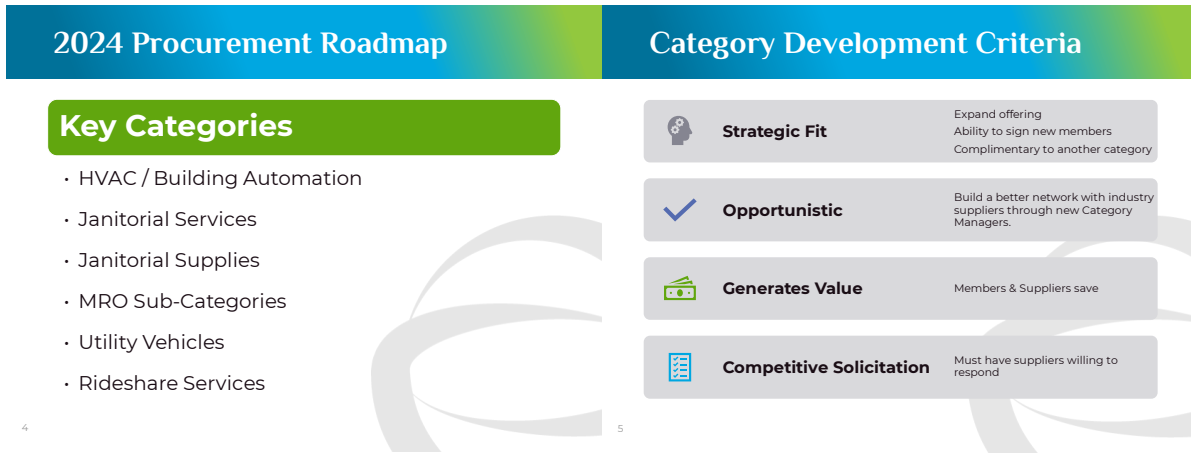 2024 Procurement Roadmap
Key Categories
• HVAC / Building Automation
• Janitorial Services
• Janitorial Supplies
• MRO Sub-Categories
• Utility Vehicles
• Rideshare Services
4
Category Development Criteria
Strategic Fit
Expand offering
Ability to sign new members
Complimentary to another category
Opportunistic
Build a better network with industry
suppliers through new Category
Managers.
Generates Value
Members & Suppliers save
Competitive Solicitation
Must have suppliers willing to
respond
5